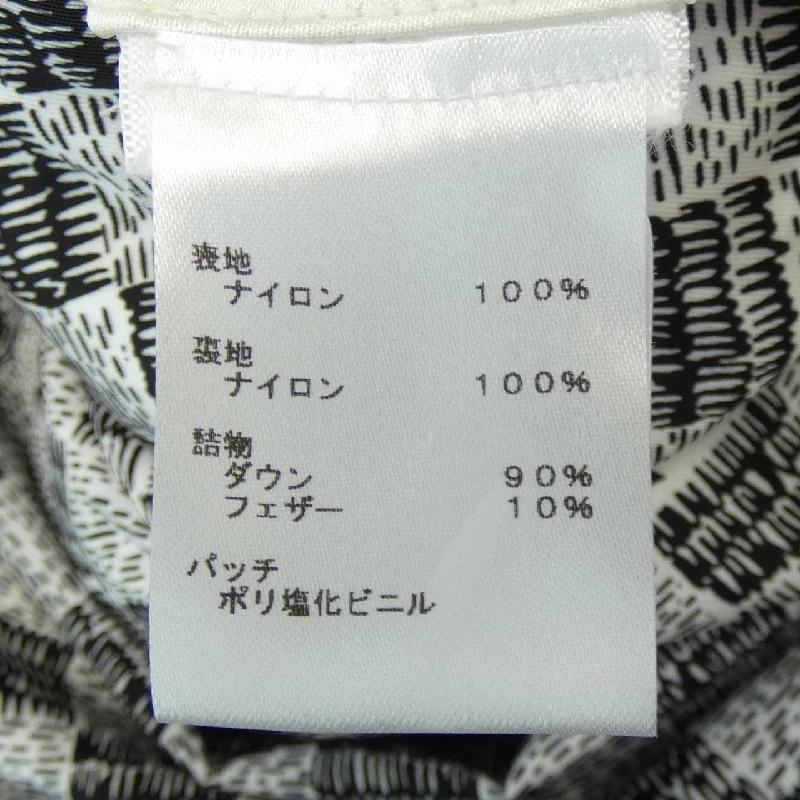 表地
ナイロン 100%
裏地
ナイロン 100%
詰物
ダウン 90%
フェザー 10%
パッチ
ポリ塩化ビニル